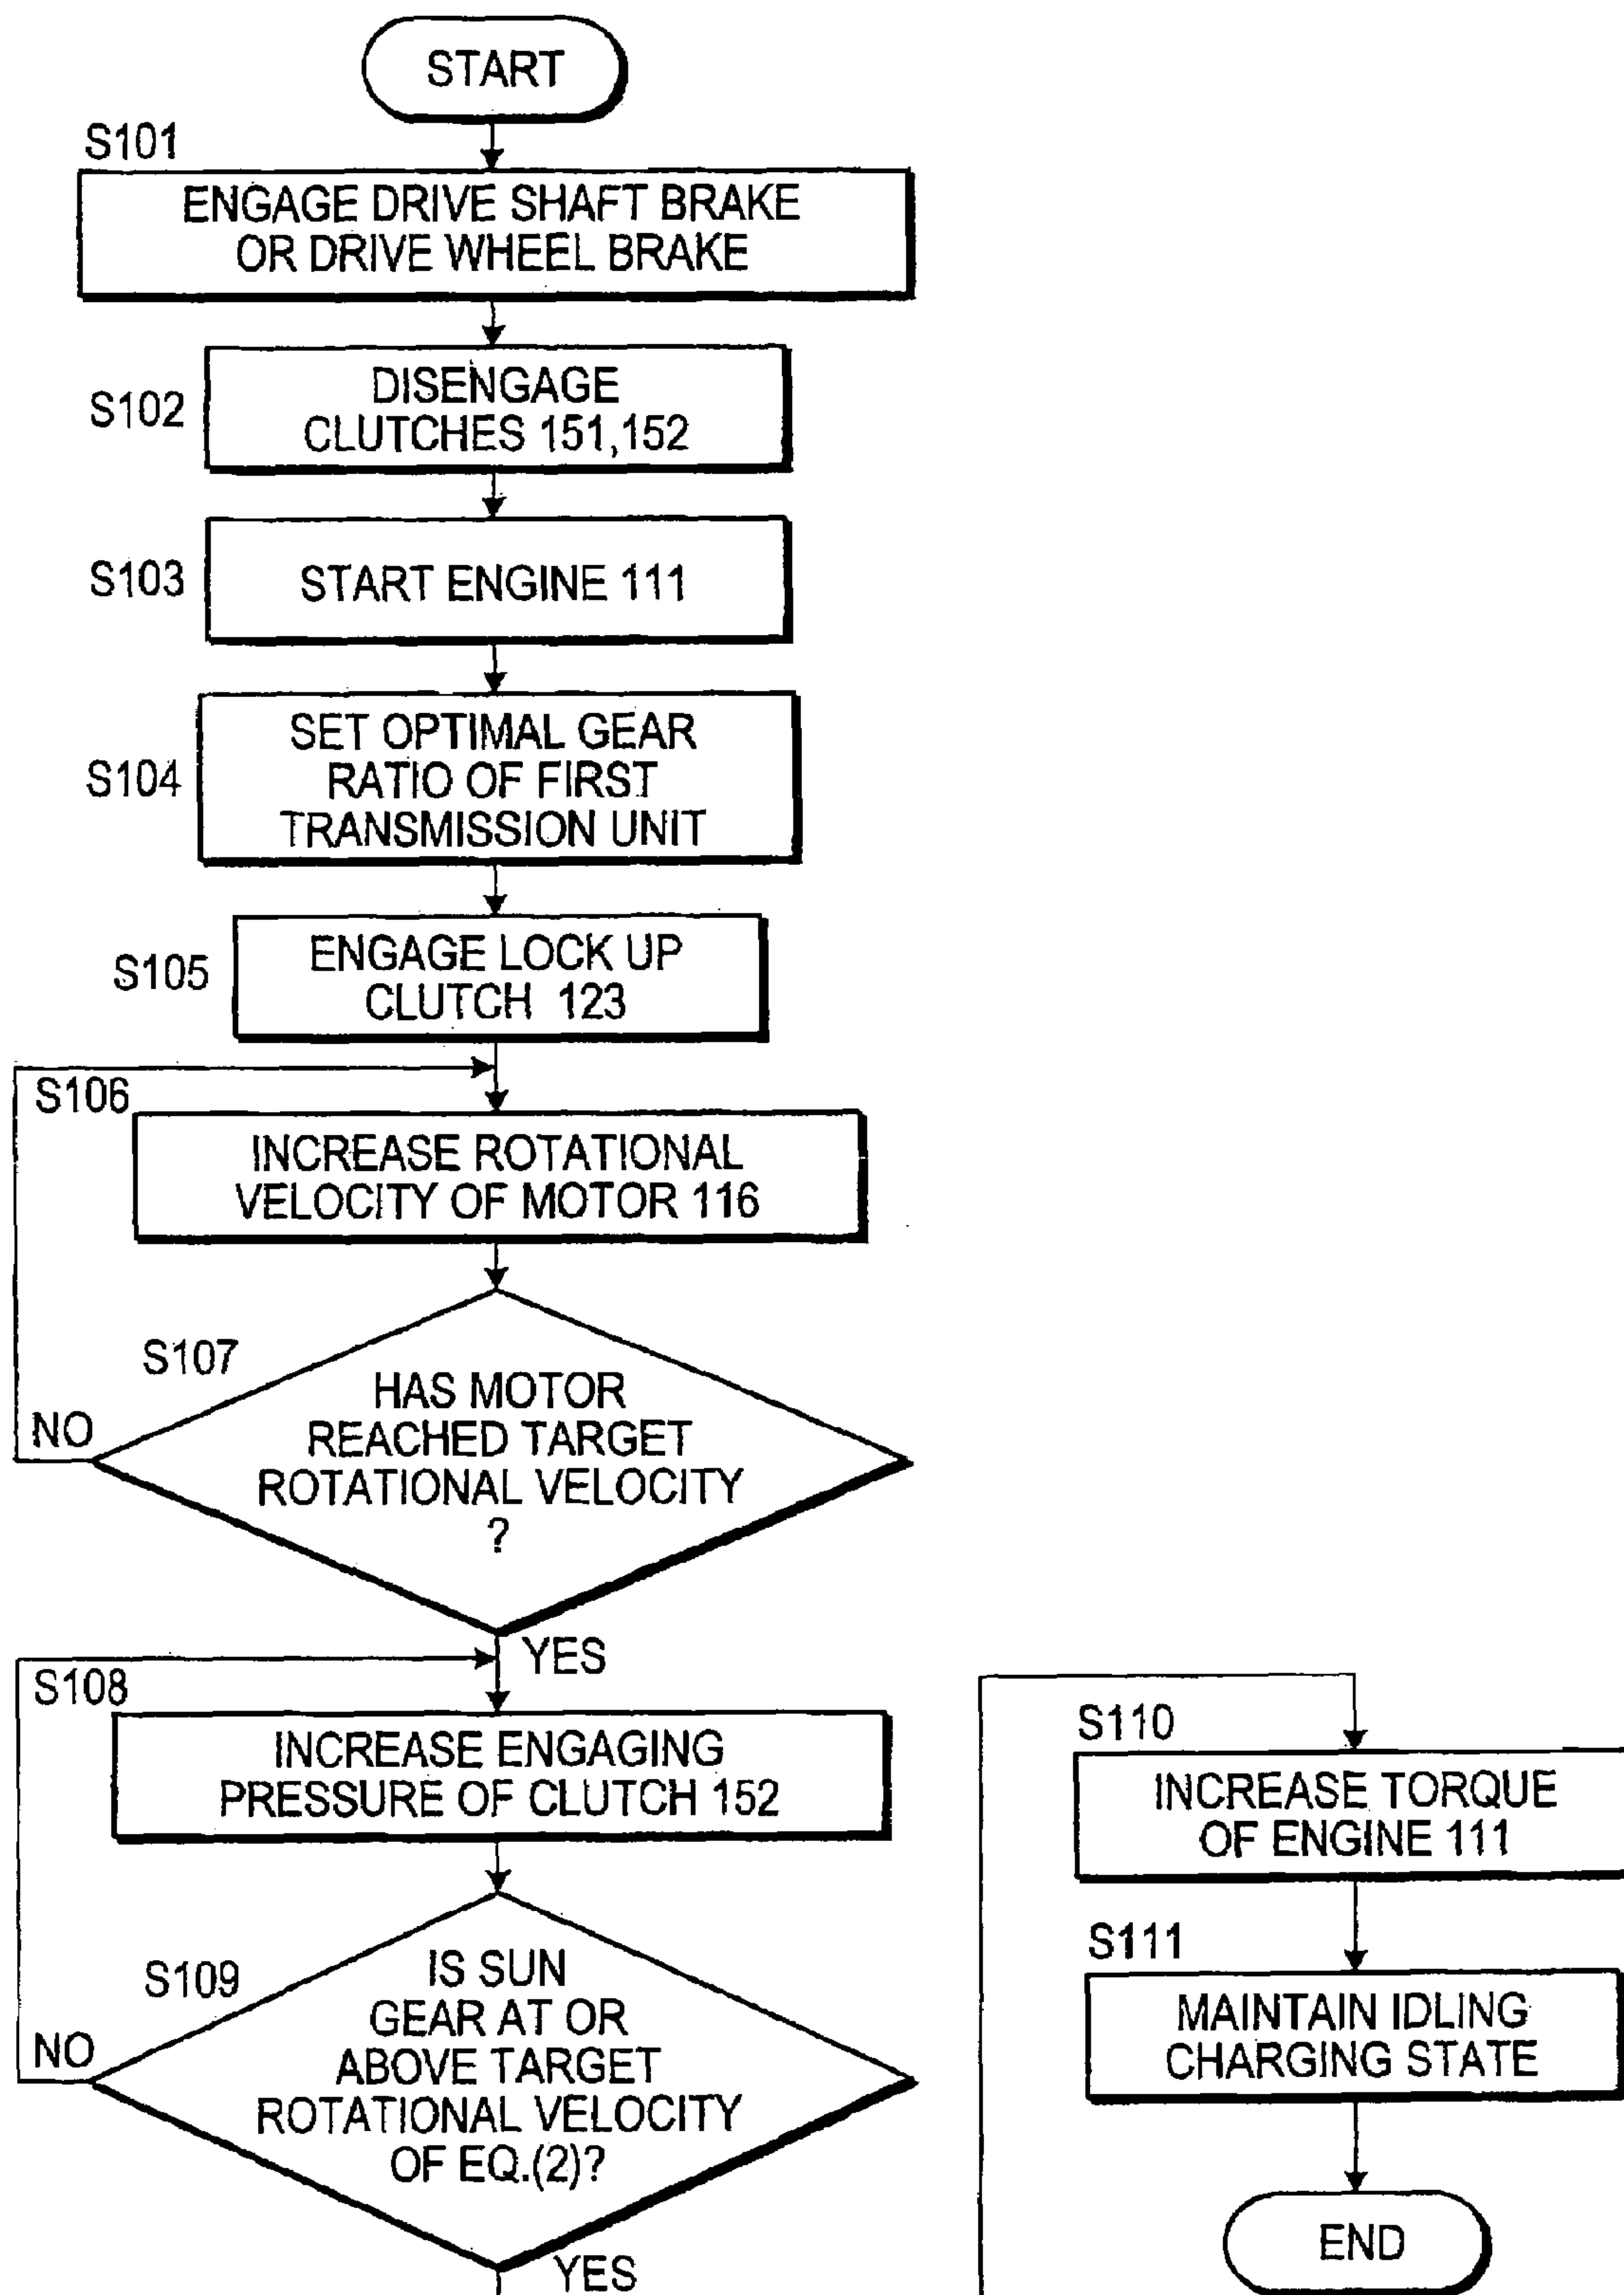 START
S101
ENGAGE DRIVE SHAFT BRAKE
OR DRIVE WHEEL BRAKE
S102
DISENGAGE
CLUTCHES 151,152
S103
START ENGINE 111
S104
SET OPTIMAL GEAR
RATIO OF FIRST
TRANSMISSION UNIT
S105
ENGAGE LOCK UP
CLUTCH 123
S106
INCREASE ROTATIONAL
VELOCITY OF MOTOR 116
S107
HAS MOTOR
REACHED TARGET
ROTATIONAL VELOCITY
?
NO
YES
S108
INCREASE ENGAGING
PRESSURE OF CLUTCH 152
S109
IS SUN
GEAR AT OR
ABOVE TARGET
ROTATIONAL VELOCITY
OF EQ.(2)?
NO
YES
S110
INCREASE TORQUE
OF ENGINE 111
S111
MAINTAIN IDLING
CHARGING STATE
END